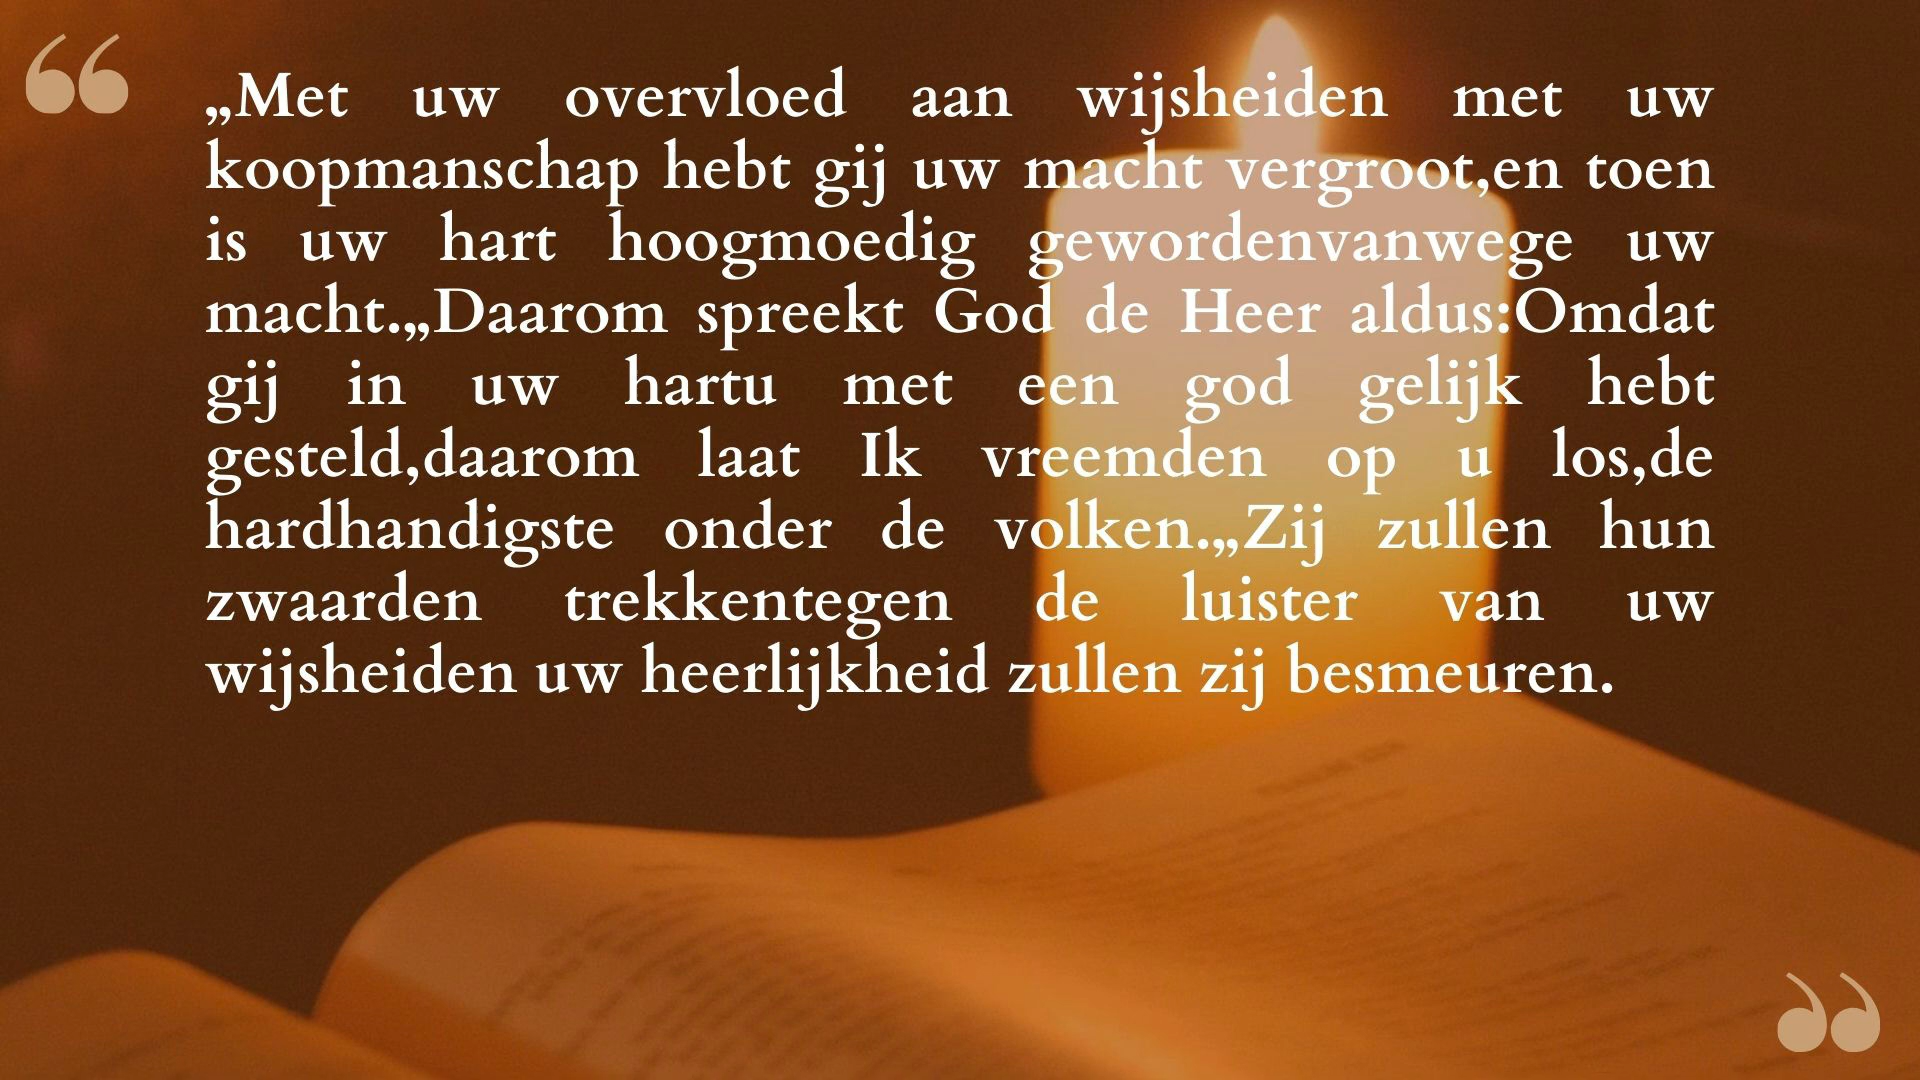 „Met uw overvloed aan wijsheiden met uw
koopmanschap hebt gij uw macht vergroot,en toen
is uw hart hoogmoedig gewordenvanwege uw
macht.„Daarom spreekt God de Heer aldus:Omdat
gij in uw hartu met een god gelijk hebt
gesteld,daarom laat Ik vreemden op u los,de
hardhandigste onder de volken.„Zij zullen hun
zwaarden trekkentegen de luister van uw
wijsheiden uw heerlijkheid zullen zij besmeuren.